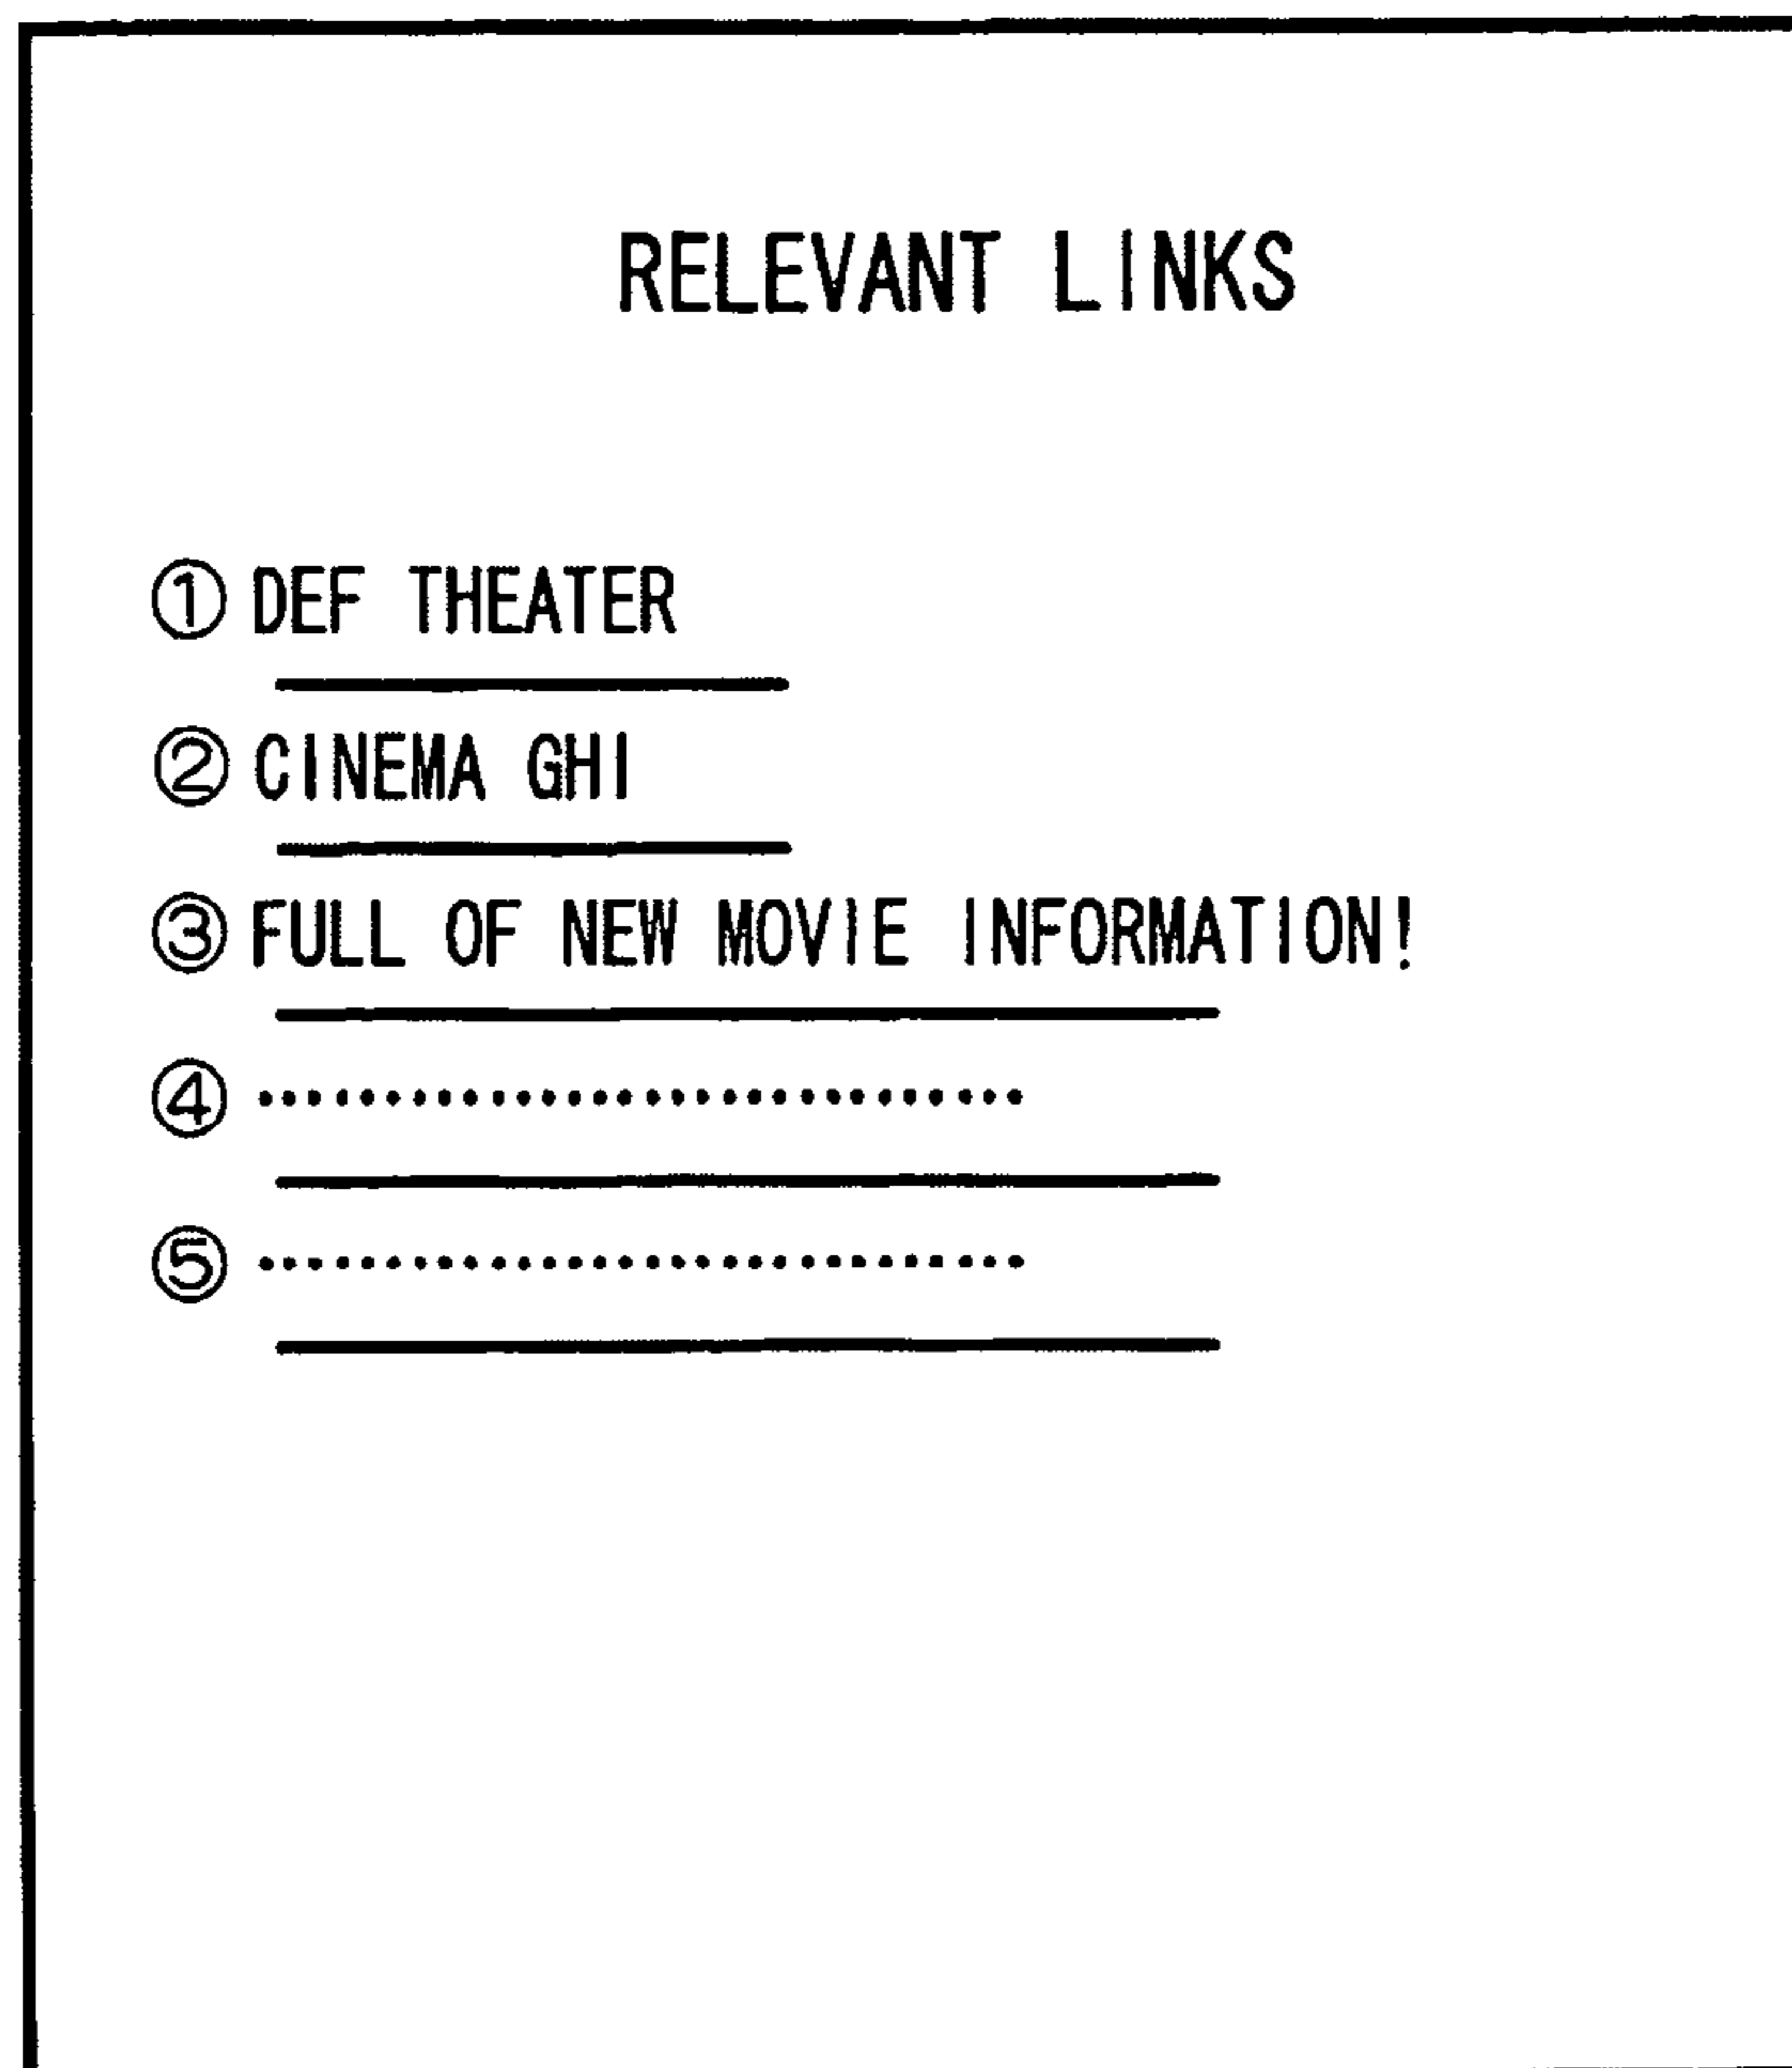 RELEVANT LINKS
① DEF THEATER
② CINEMA GHI
③ FULL OF NEW MOVIE INFORMATION!
④ ······························
⑤ ······························